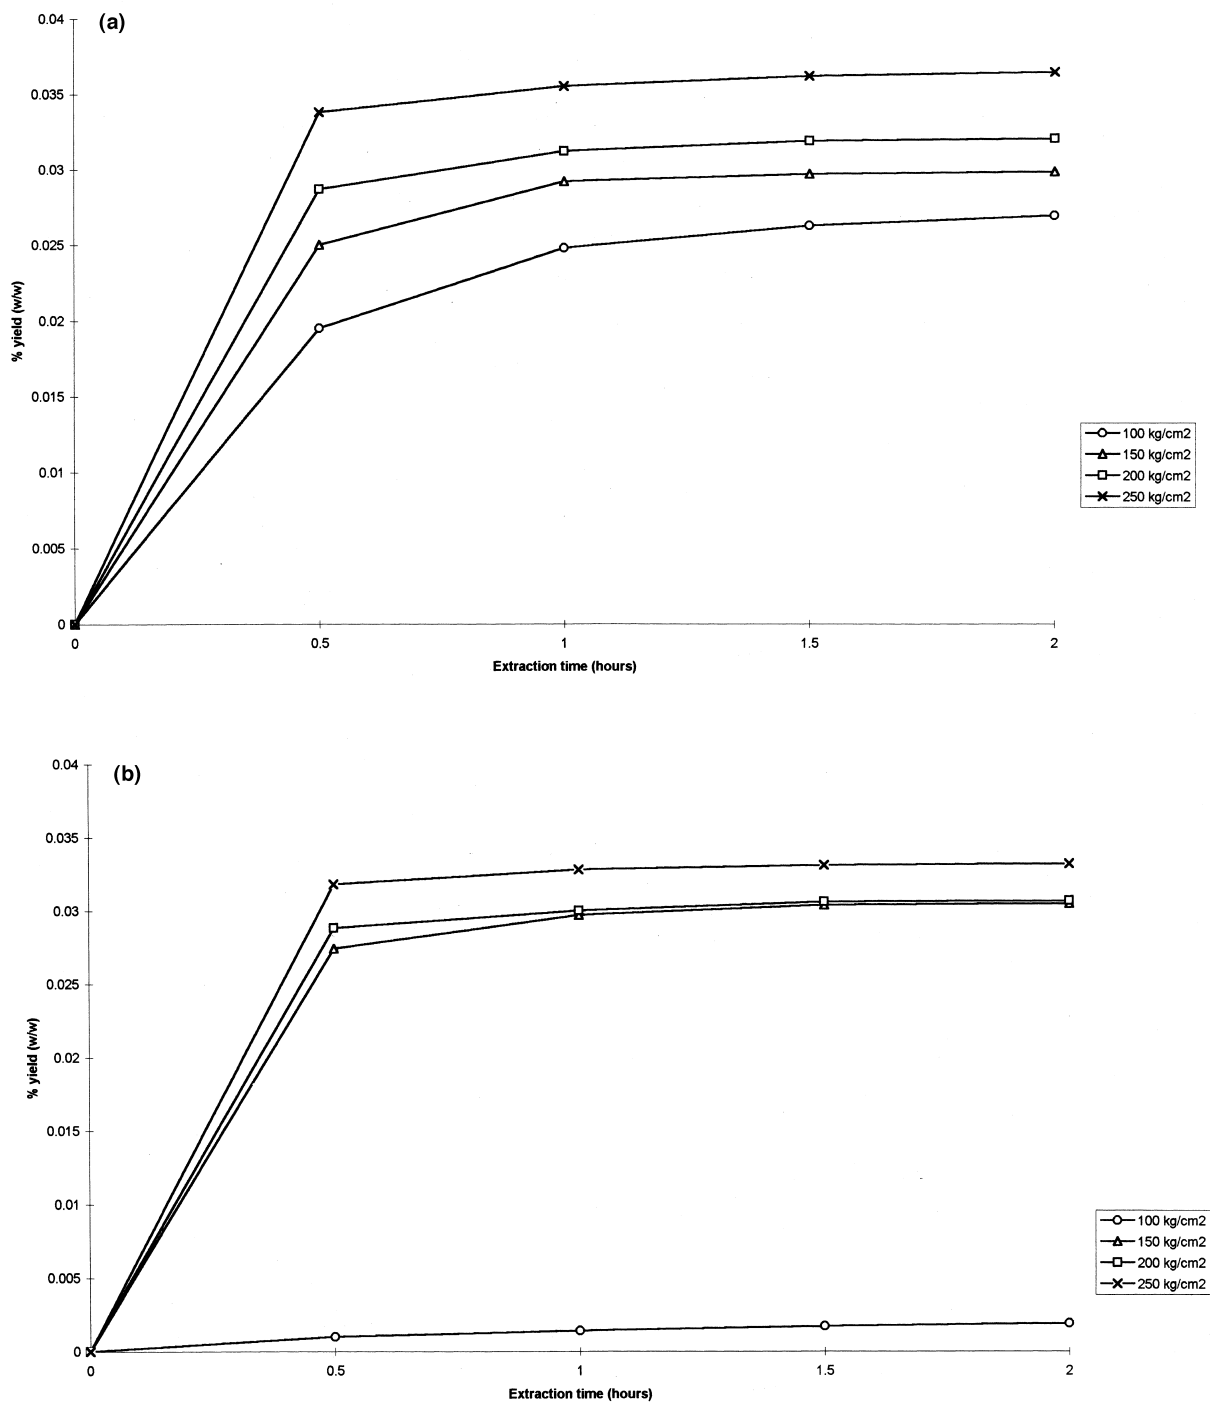 (a)
0.04
0.035
0.03
0.025
0.02
0.015
0.01
0.005
0
% yield (w/w)
0 0.5 1 1.5 2
Extraction time (hours)
100 kg/cm2
150 kg/cm2
200 kg/cm2
250 kg/cm2
(b)
0.04
0.035
0.03
0.025
0.02
0.015
0.01
0.005
0
% yield (w/w)
0 0.5 1 1.5 2
Extraction time (hours)
100 kg/cm2
150 kg/cm2
200 kg/cm2
250 kg/cm2